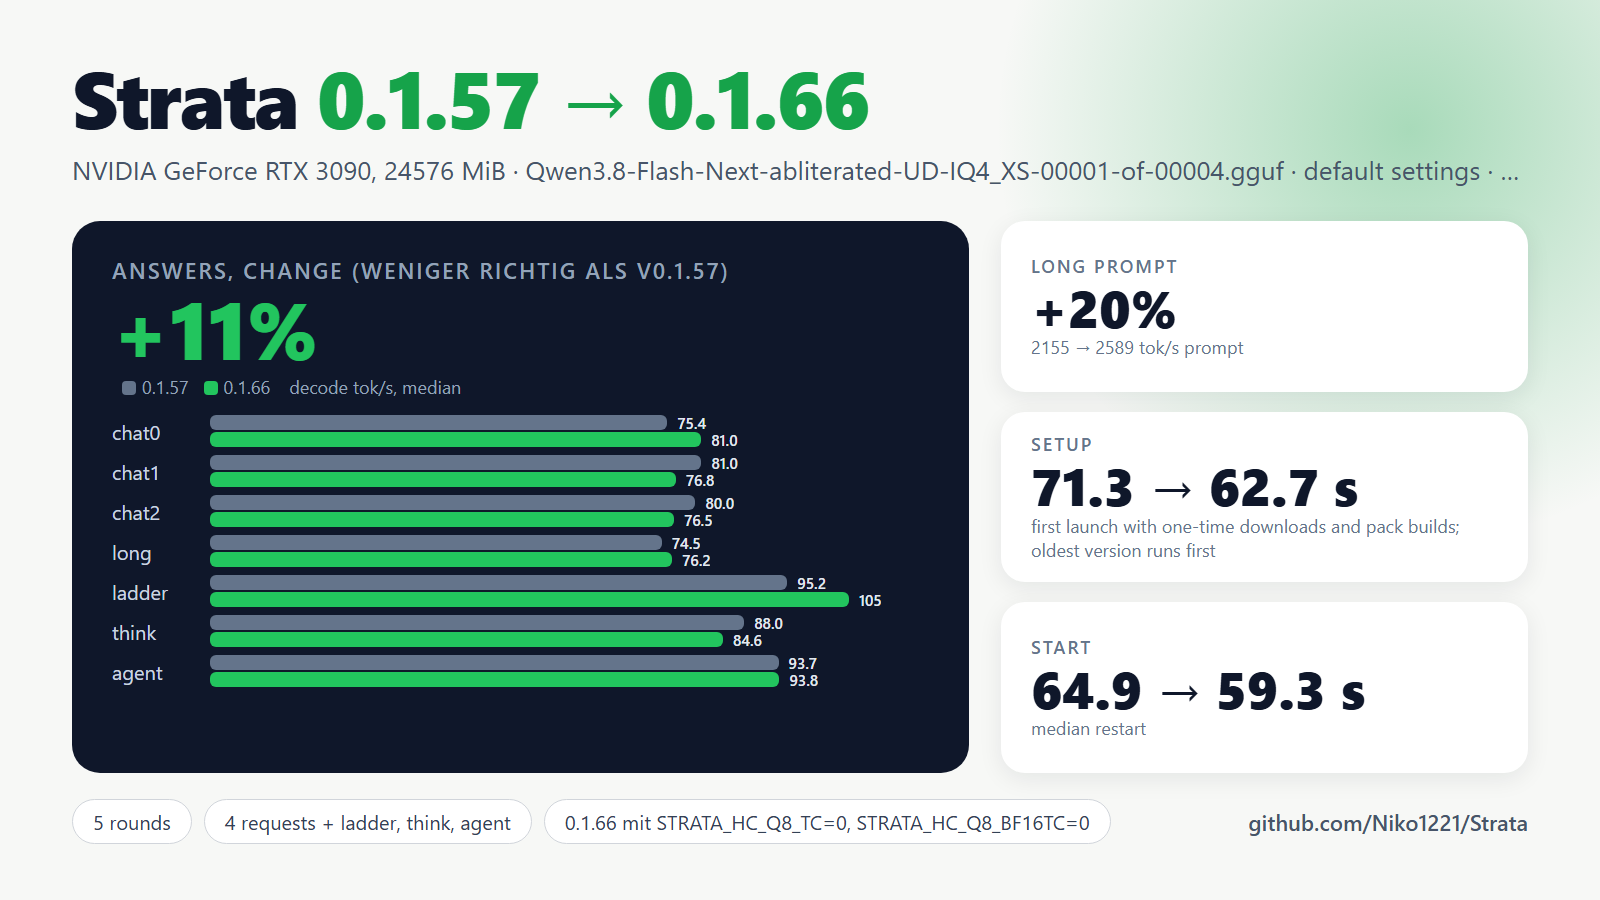 Strata 0.1.57 → 0.1.66
NVIDIA GeForce RTX 3090, 24576 MiB · Qwen3.8-Flash-Next-abliterated-UD-IQ4_XS-00001-of-00004.gguf · default settings · ...
ANSWERS, CHANGE (WENIGER RICHTIG ALS V0.1.57)
+11%
0.1.57 0.1.66 decode tok/s, median
chat0 75.4
81.0
chat1 81.0
76.8
chat2 80.0
76.5
long 74.5
76.2
ladder 95.2
105
think 88.0
84.6
agent 93.7
93.8
LONG PROMPT
+20%
2155 → 2589 tok/s prompt
SETUP
71.3 → 62.7 s
first launch with one-time downloads and pack builds;
oldest version runs first
START
64.9 → 59.3 s
median restart
5 rounds
4 requests + ladder, think, agent
0.1.66 mit STRATA_HC_Q8_TC=0, STRATA_HC_Q8_BF16TC=0
github.com/Niko1221/Strata